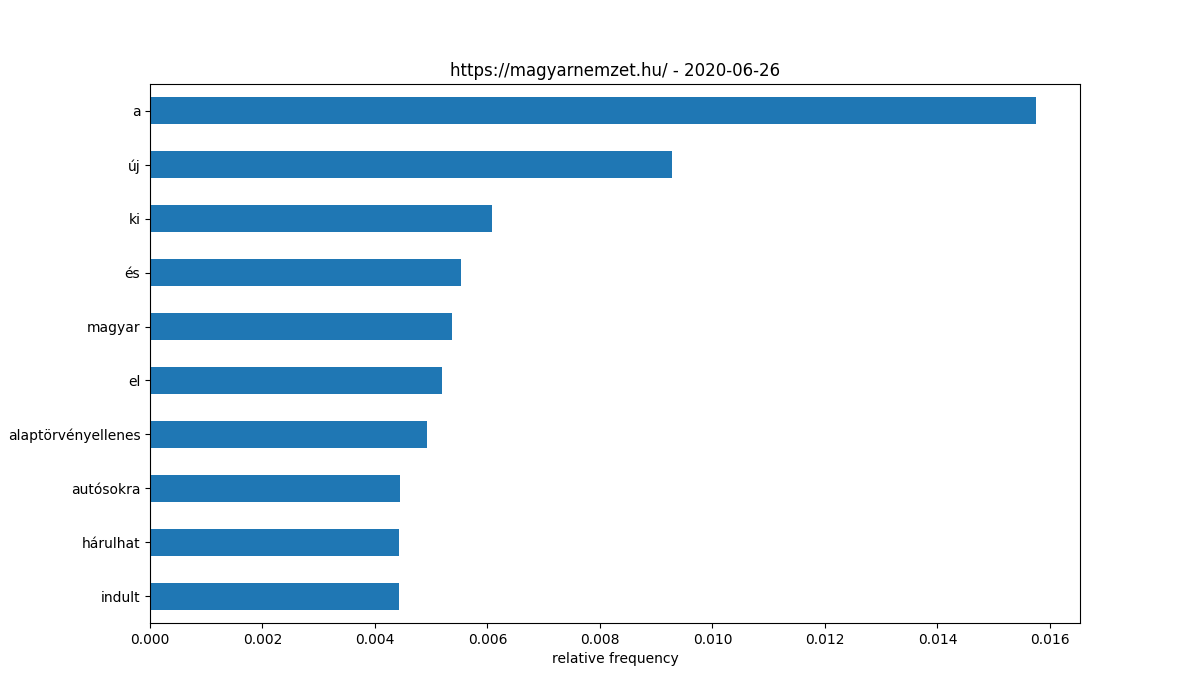 https://magyarnemzet.hu/ - 2020-06-26
a
új
ki
és
magyar
el
alaptörvényellenes
autósokra
hárulhat
indult
0.000 0.002 0.004 0.006 0.008 0.010 0.012 0.014 0.016
relative frequency